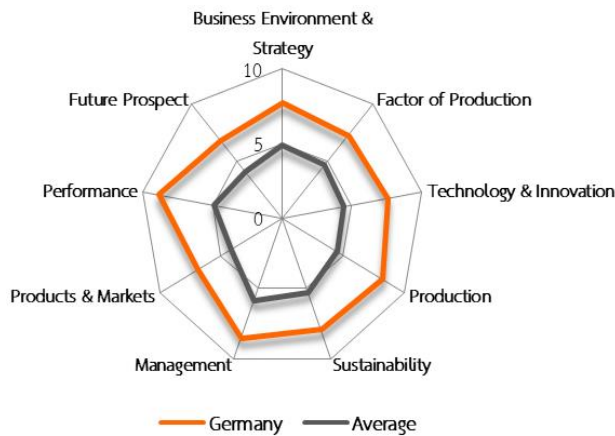 Business Environment &
Strategy
10
Future Prospect
Factor of Production
5
Performance
Technology & Innovation
0
Products & Markets
Production
Management
Sustainability
Germany
Average